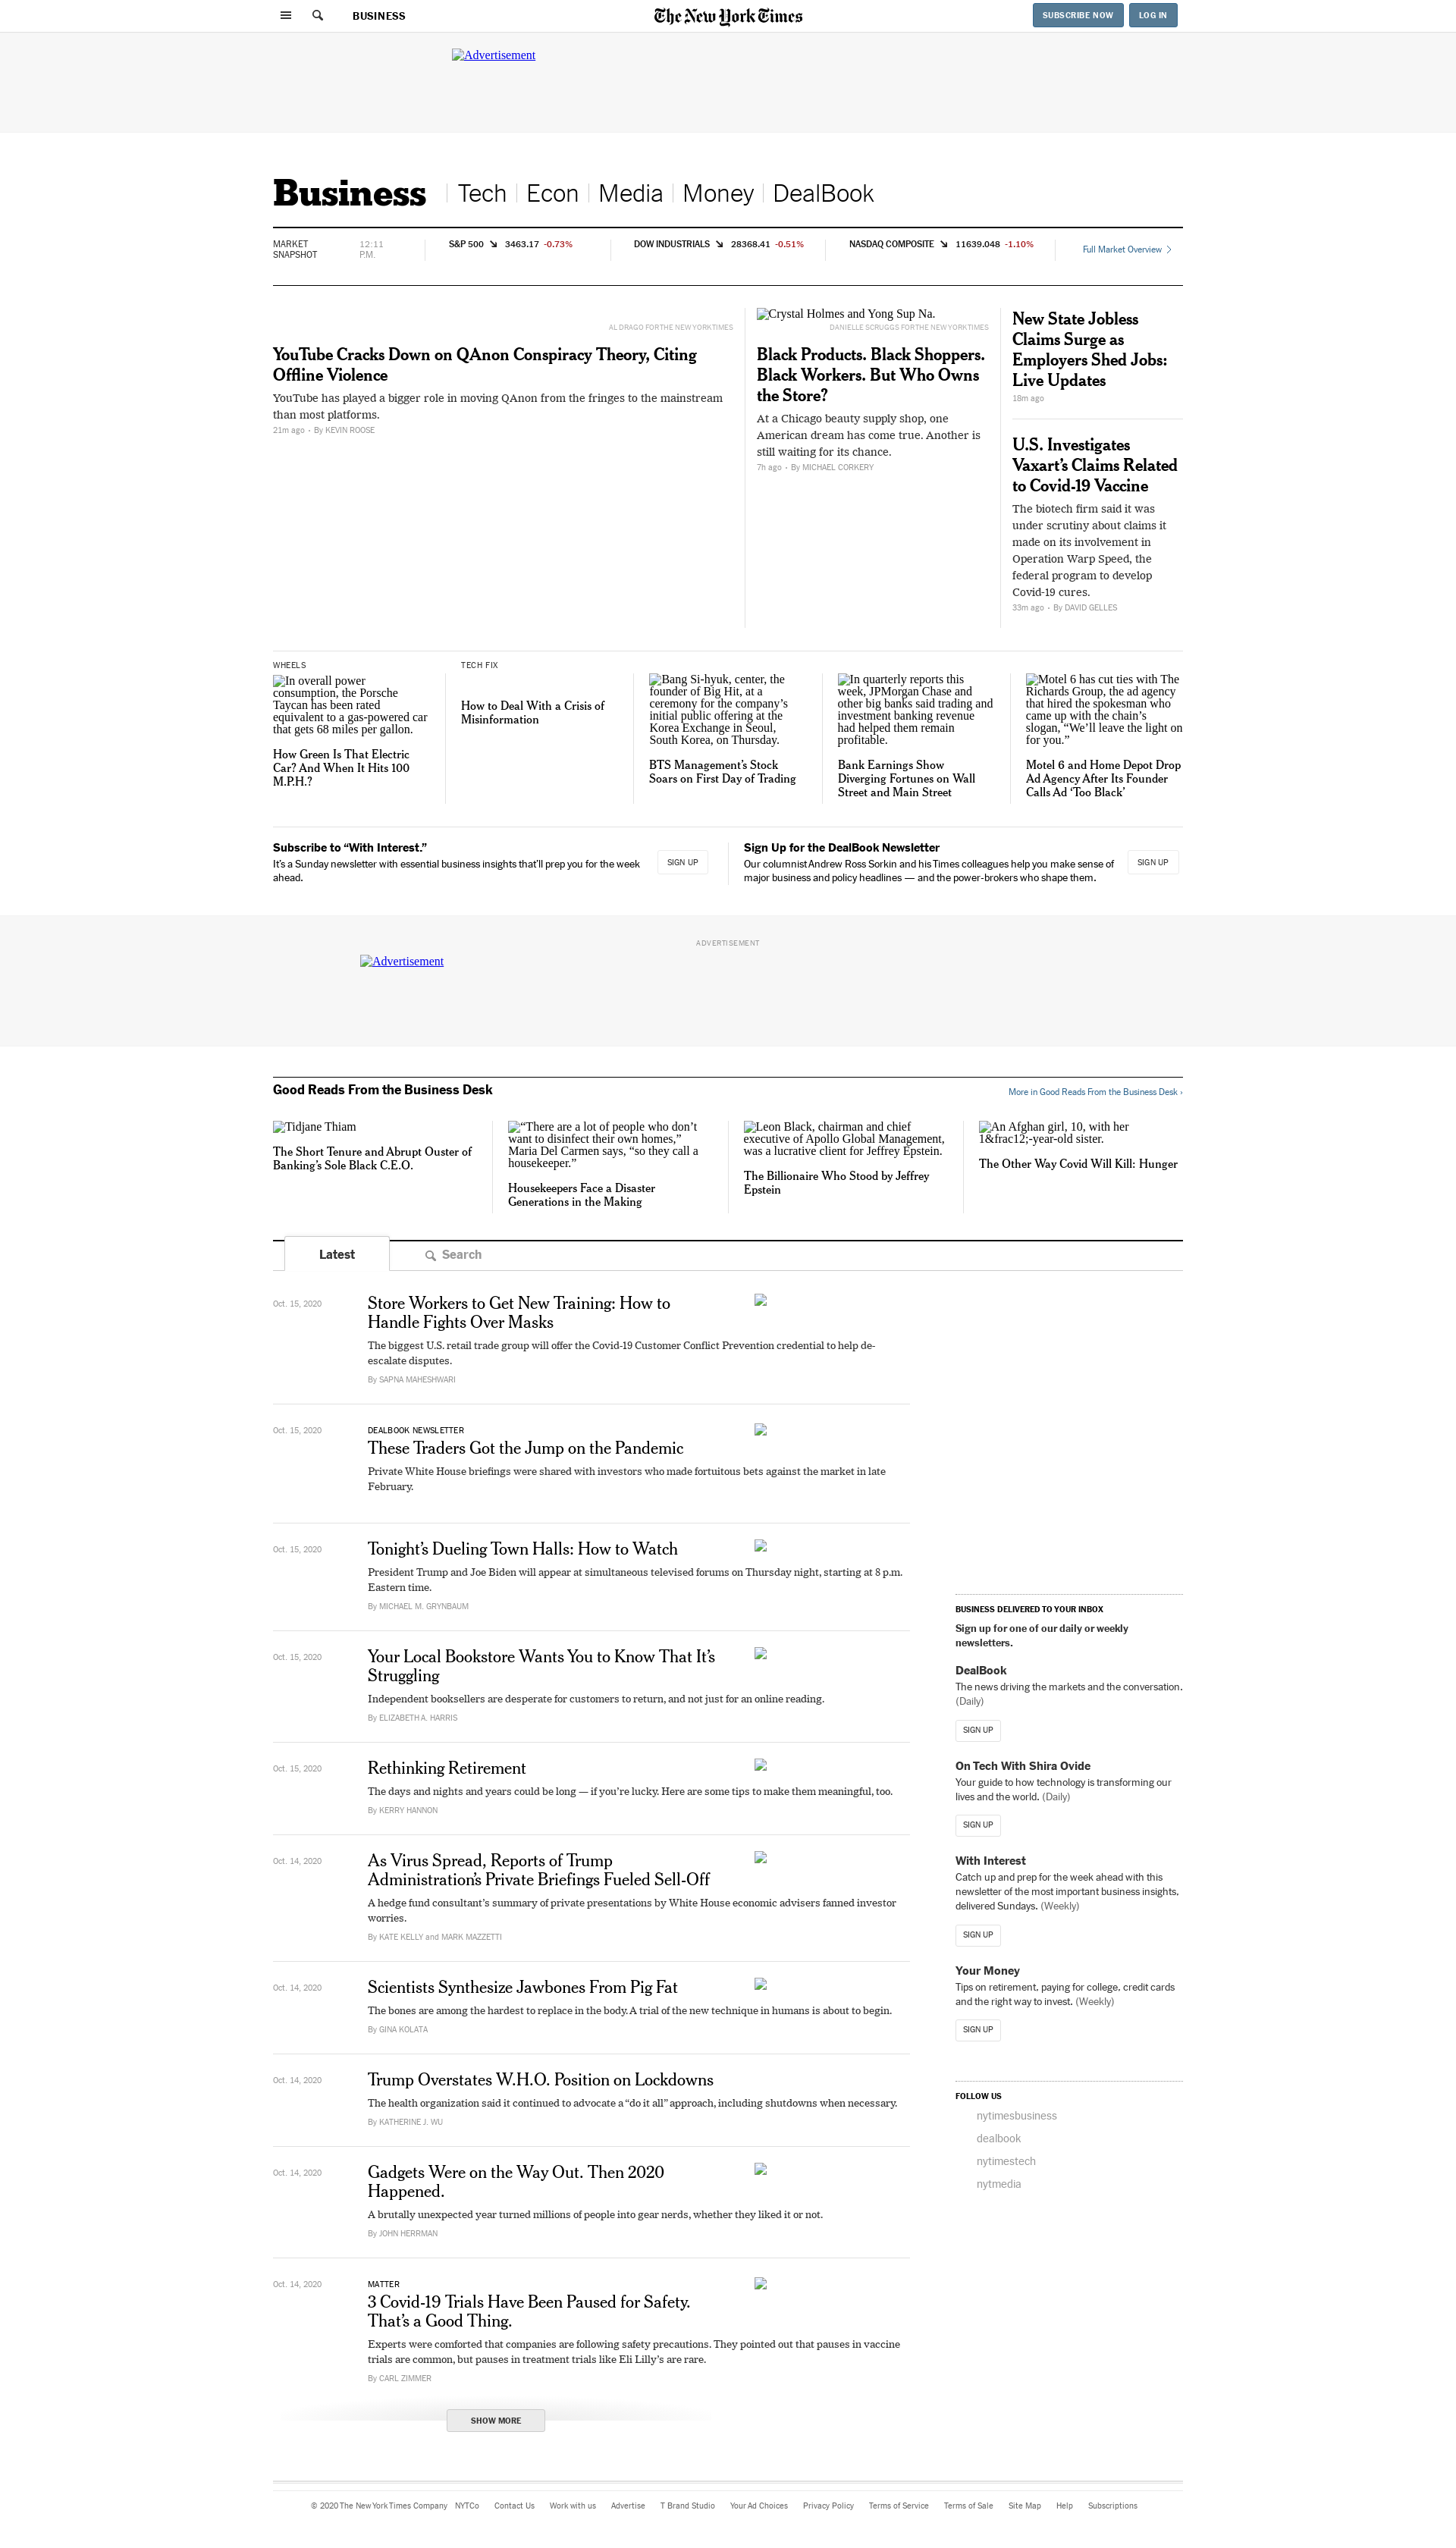 BUSINESS
The New York Times
SUBSCRIBE NOW
LOG IN
Advertisement
Business
Tech
Econ
Media
Money
DealBook
MARKET
SNAPSHOT
12:11
P.M.
S&P 500 3463.17 -0.73%
DOW INDUSTRIALS 28368.41 -0.51%
NASDAQ COMPOSITE 11639.048 -1.10%
Full Market Overview
AL DRAGO FOR THE NEW YORK TIMES
YouTube Cracks Down on QAnon Conspiracy Theory, Citing
Offline Violence
YouTube has played a bigger role in moving QAnon from the fringes to the mainstream
than most platforms.
21m ago • By KEVIN ROOSE
Crystal Holmes and Yong Sup Na.
DANIELLE SCRUGGS FOR THE NEW YORK TIMES
Black Products. Black Shoppers.
Black Workers. But Who Owns
the Store?
At a Chicago beauty supply shop, one
American dream has come true. Another is
still waiting for its chance.
7h ago • By MICHAEL CORKERY
New State Jobless
Claims Surge as
Employers Shed Jobs:
Live Updates
18m ago
U.S. Investigates
Vaxart’s Claims Related
to Covid-19 Vaccine
The biotech firm said it was
under scrutiny about claims it
made on its involvement in
Operation Warp Speed, the
federal program to develop
Covid-19 cures.
33m ago • By DAVID GELLES
WHEELS
In overall power
consumption, the Porsche
Taycan has been rated
equivalent to a gas-powered car
that gets 68 miles per gallon.
How Green Is That Electric
Car? And When It Hits 100
M.P.H.?
TECH FIX
How to Deal With a Crisis of
Misinformation
Bang Si-hyuk, center, the
founder of Big Hit, at a
ceremony for the company’s
initial public offering at the
Korea Exchange in Seoul,
South Korea, on Thursday.
BTS Management’s Stock
Soars on First Day of Trading
In quarterly reports this
week, JPMorgan Chase and
other big banks said trading and
investment banking revenue
had helped them remain
profitable.
Bank Earnings Show
Diverging Fortunes on Wall
Street and Main Street
Motel 6 has cut ties with The
Richards Group, the ad agency
that hired the spokesman who
came up with the chain’s
slogan, “We’ll leave the light on
for you.”
Motel 6 and Home Depot Drop
Ad Agency After Its Founder
Calls Ad ‘Too Black’
Subscribe to “With Interest.”
It’s a Sunday newsletter with essential business insights that’ll prep you for the week
ahead.
SIGN UP
Sign Up for the DealBook Newsletter
Our columnist Andrew Ross Sorkin and his Times colleagues help you make sense of
major business and policy headlines — and the power-brokers who shape them.
SIGN UP
ADVERTISEMENT
Advertisement
Good Reads From the Business Desk
More in Good Reads From the Business Desk ›
Tidjane Thiam
The Short Tenure and Abrupt Ouster of
Banking’s Sole Black C.E.O.
“There are a lot of people who don’t
want to disinfect their own homes,”
Maria Del Carmen says, “so they call a
housekeeper.”
Housekeepers Face a Disaster
Generations in the Making
Leon Black, chairman and chief
executive of Apollo Global Management,
was a lucrative client for Jeffrey Epstein.
The Billionaire Who Stood by Jeffrey
Epstein
An Afghan girl, 10, with her
1&frac12;-year-old sister.
The Other Way Covid Will Kill: Hunger
Latest
Search
Oct. 15, 2020
Store Workers to Get New Training: How to
Handle Fights Over Masks
The biggest U.S. retail trade group will offer the Covid-19 Customer Conflict Prevention credential to help de-
escalate disputes.
By SAPNA MAHESHWARI
Oct. 15, 2020
DEALBOOK NEWSLETTER
These Traders Got the Jump on the Pandemic
Private White House briefings were shared with investors who made fortuitous bets against the market in late
February.
Oct. 15, 2020
Tonight’s Dueling Town Halls: How to Watch
President Trump and Joe Biden will appear at simultaneous televised forums on Thursday night, starting at 8 p.m.
Eastern time.
By MICHAEL M. GRYNBAUM
Oct. 15, 2020
Your Local Bookstore Wants You to Know That It’s
Struggling
Independent booksellers are desperate for customers to return, and not just for an online reading.
By ELIZABETH A. HARRIS
Oct. 15, 2020
Rethinking Retirement
The days and nights and years could be long — if you’re lucky. Here are some tips to make them meaningful, too.
By KERRY HANNON
Oct. 14, 2020
As Virus Spread, Reports of Trump
Administration’s Private Briefings Fueled Sell-Off
A hedge fund consultant’s summary of private presentations by White House economic advisers fanned investor
worries.
By KATE KELLY and MARK MAZZETTI
Oct. 14, 2020
Scientists Synthesize Jawbones From Pig Fat
The bones are among the hardest to replace in the body. A trial of the new technique in humans is about to begin.
By GINA KOLATA
Oct. 14, 2020
Trump Overstates W.H.O. Position on Lockdowns
The health organization said it continued to advocate a “do it all” approach, including shutdowns when necessary.
By KATHERINE J. WU
Oct. 14, 2020
Gadgets Were on the Way Out. Then 2020
Happened.
A brutally unexpected year turned millions of people into gear nerds, whether they liked it or not.
By JOHN HERRMAN
Oct. 14, 2020
MATTER
3 Covid-19 Trials Have Been Paused for Safety.
That’s a Good Thing.
Experts were comforted that companies are following safety precautions. They pointed out that pauses in vaccine
trials are common, but pauses in treatment trials like Eli Lilly’s are rare.
By CARL ZIMMER
SHOW MORE
BUSINESS DELIVERED TO YOUR INBOX
Sign up for one of our daily or weekly
newsletters.
DealBook
The news driving the markets and the conversation.
(Daily)
SIGN UP
On Tech With Shira Ovide
Your guide to how technology is transforming our
lives and the world. (Daily)
SIGN UP
With Interest
Catch up and prep for the week ahead with this
newsletter of the most important business insights,
delivered Sundays. (Weekly)
SIGN UP
Your Money
Tips on retirement, paying for college, credit cards
and the right way to invest. (Weekly)
SIGN UP
FOLLOW US
nytimesbusiness
dealbook
nytimestech
nytmedia
© 2020 The New York Times Company NYTCo Contact Us Work with us Advertise T Brand Studio Your Ad Choices Privacy Policy Terms of Service Terms of Sale Site Map Help Subscriptions